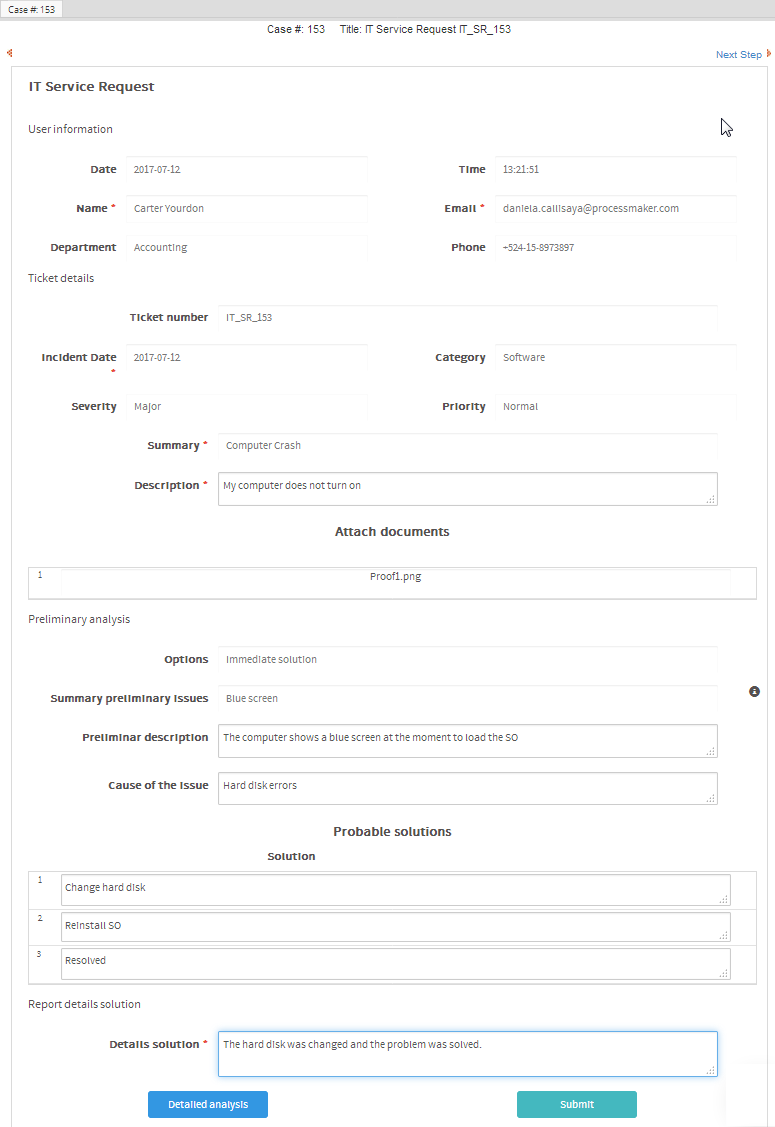 Case #: 153
Case #: 153 Title: IT Service Request IT_SR_153
Next Step
IT Service Request
User information
Date 2017-07-12 Time 13:21:51
Name * Carter Yourdon Email * daniela.callisaya@processmaker.com
Department Accounting Phone +524-15-8973897
Ticket details
Ticket number IT_SR_153
Incident Date * 2017-07-12 Category Software
Severity Major Priority Normal
Summary * Computer Crash
Description * My computer does not turn on
Attach documents
1 Proof1.png
Preliminary analysis
Options Immediate solution
Summary preliminary issues Blue screen
Preliminar description The computer shows a blue screen at the moment to load the SO
Cause of the issue Hard disk errors
Probable solutions
Solution
1 Change hard disk
2 Reinstall SO
3 Resolved
Report details solution
Details solution * The hard disk was changed and the problem was solved.
Detailed analysis Submit